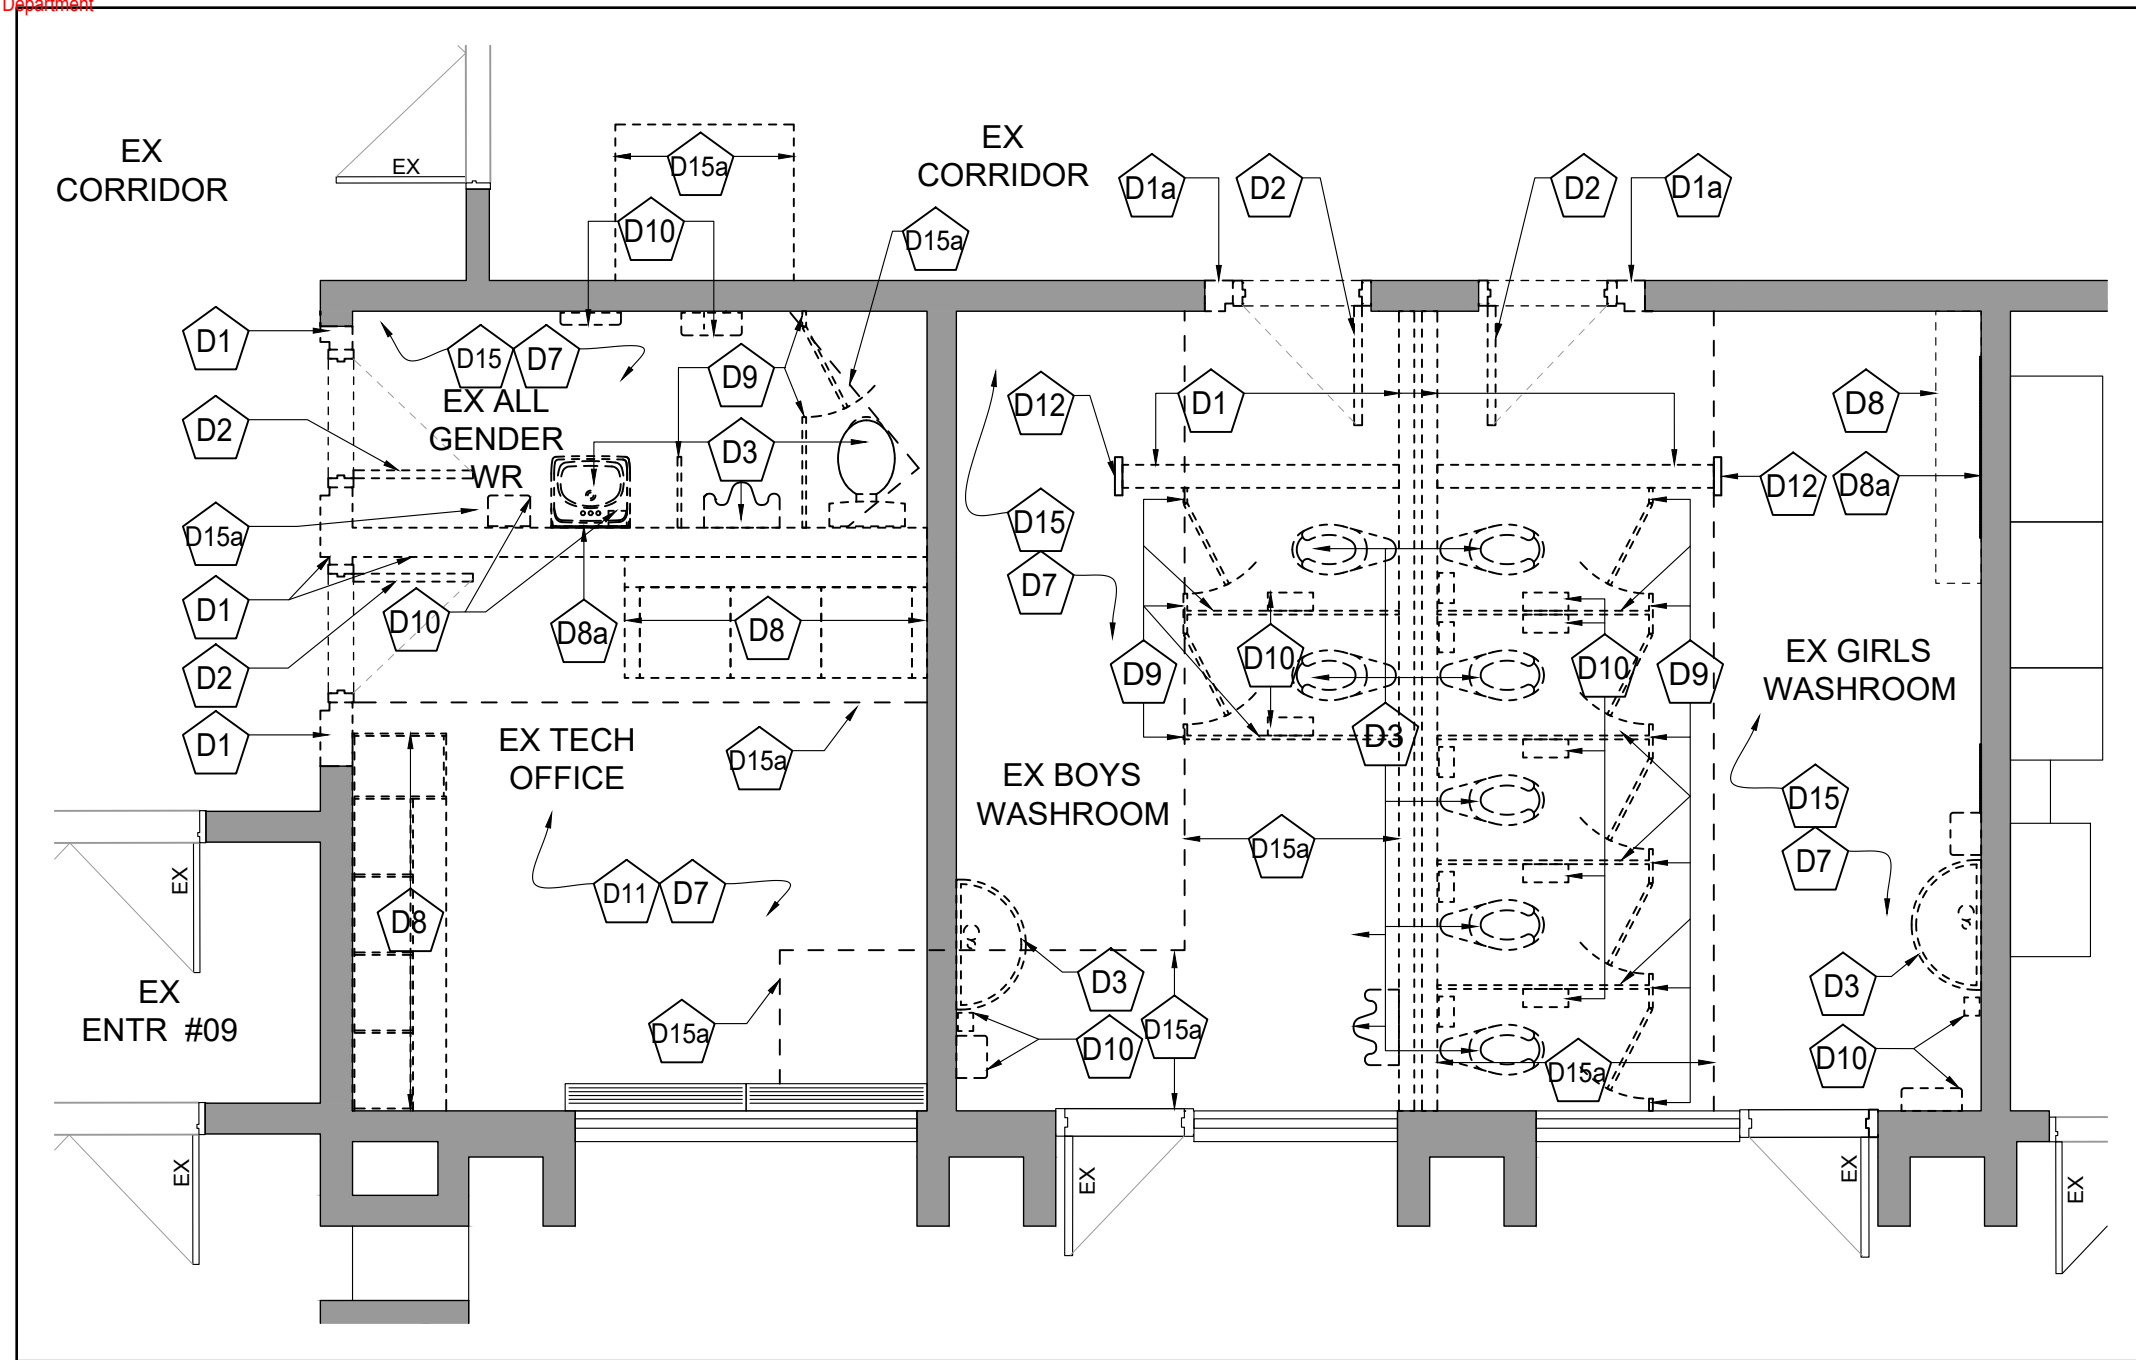 Department
EX
CORRIDOR
EX
D15a
EX
CORRIDOR
D1a
D2
D2
D1a
D10
D15a
D1
D15
D7
D9
D12
D1
D8
D2
EX ALL
GENDER
WR
D3
D12
D8a
D15a
D15
D7
D1
D10
D8a
D8
D9
D10
D10
D9
EX GIRLS
WASHROOM
D2
D1
EX TECH
OFFICE
D15a
D3
EX BOYS
WASHROOM
D15
D7
D15a
EX
D8
D11
D7
EX
ENTR #09
D15a
D3
D10
D15a
D15a
D3
D10
EX
EX
EX
EX